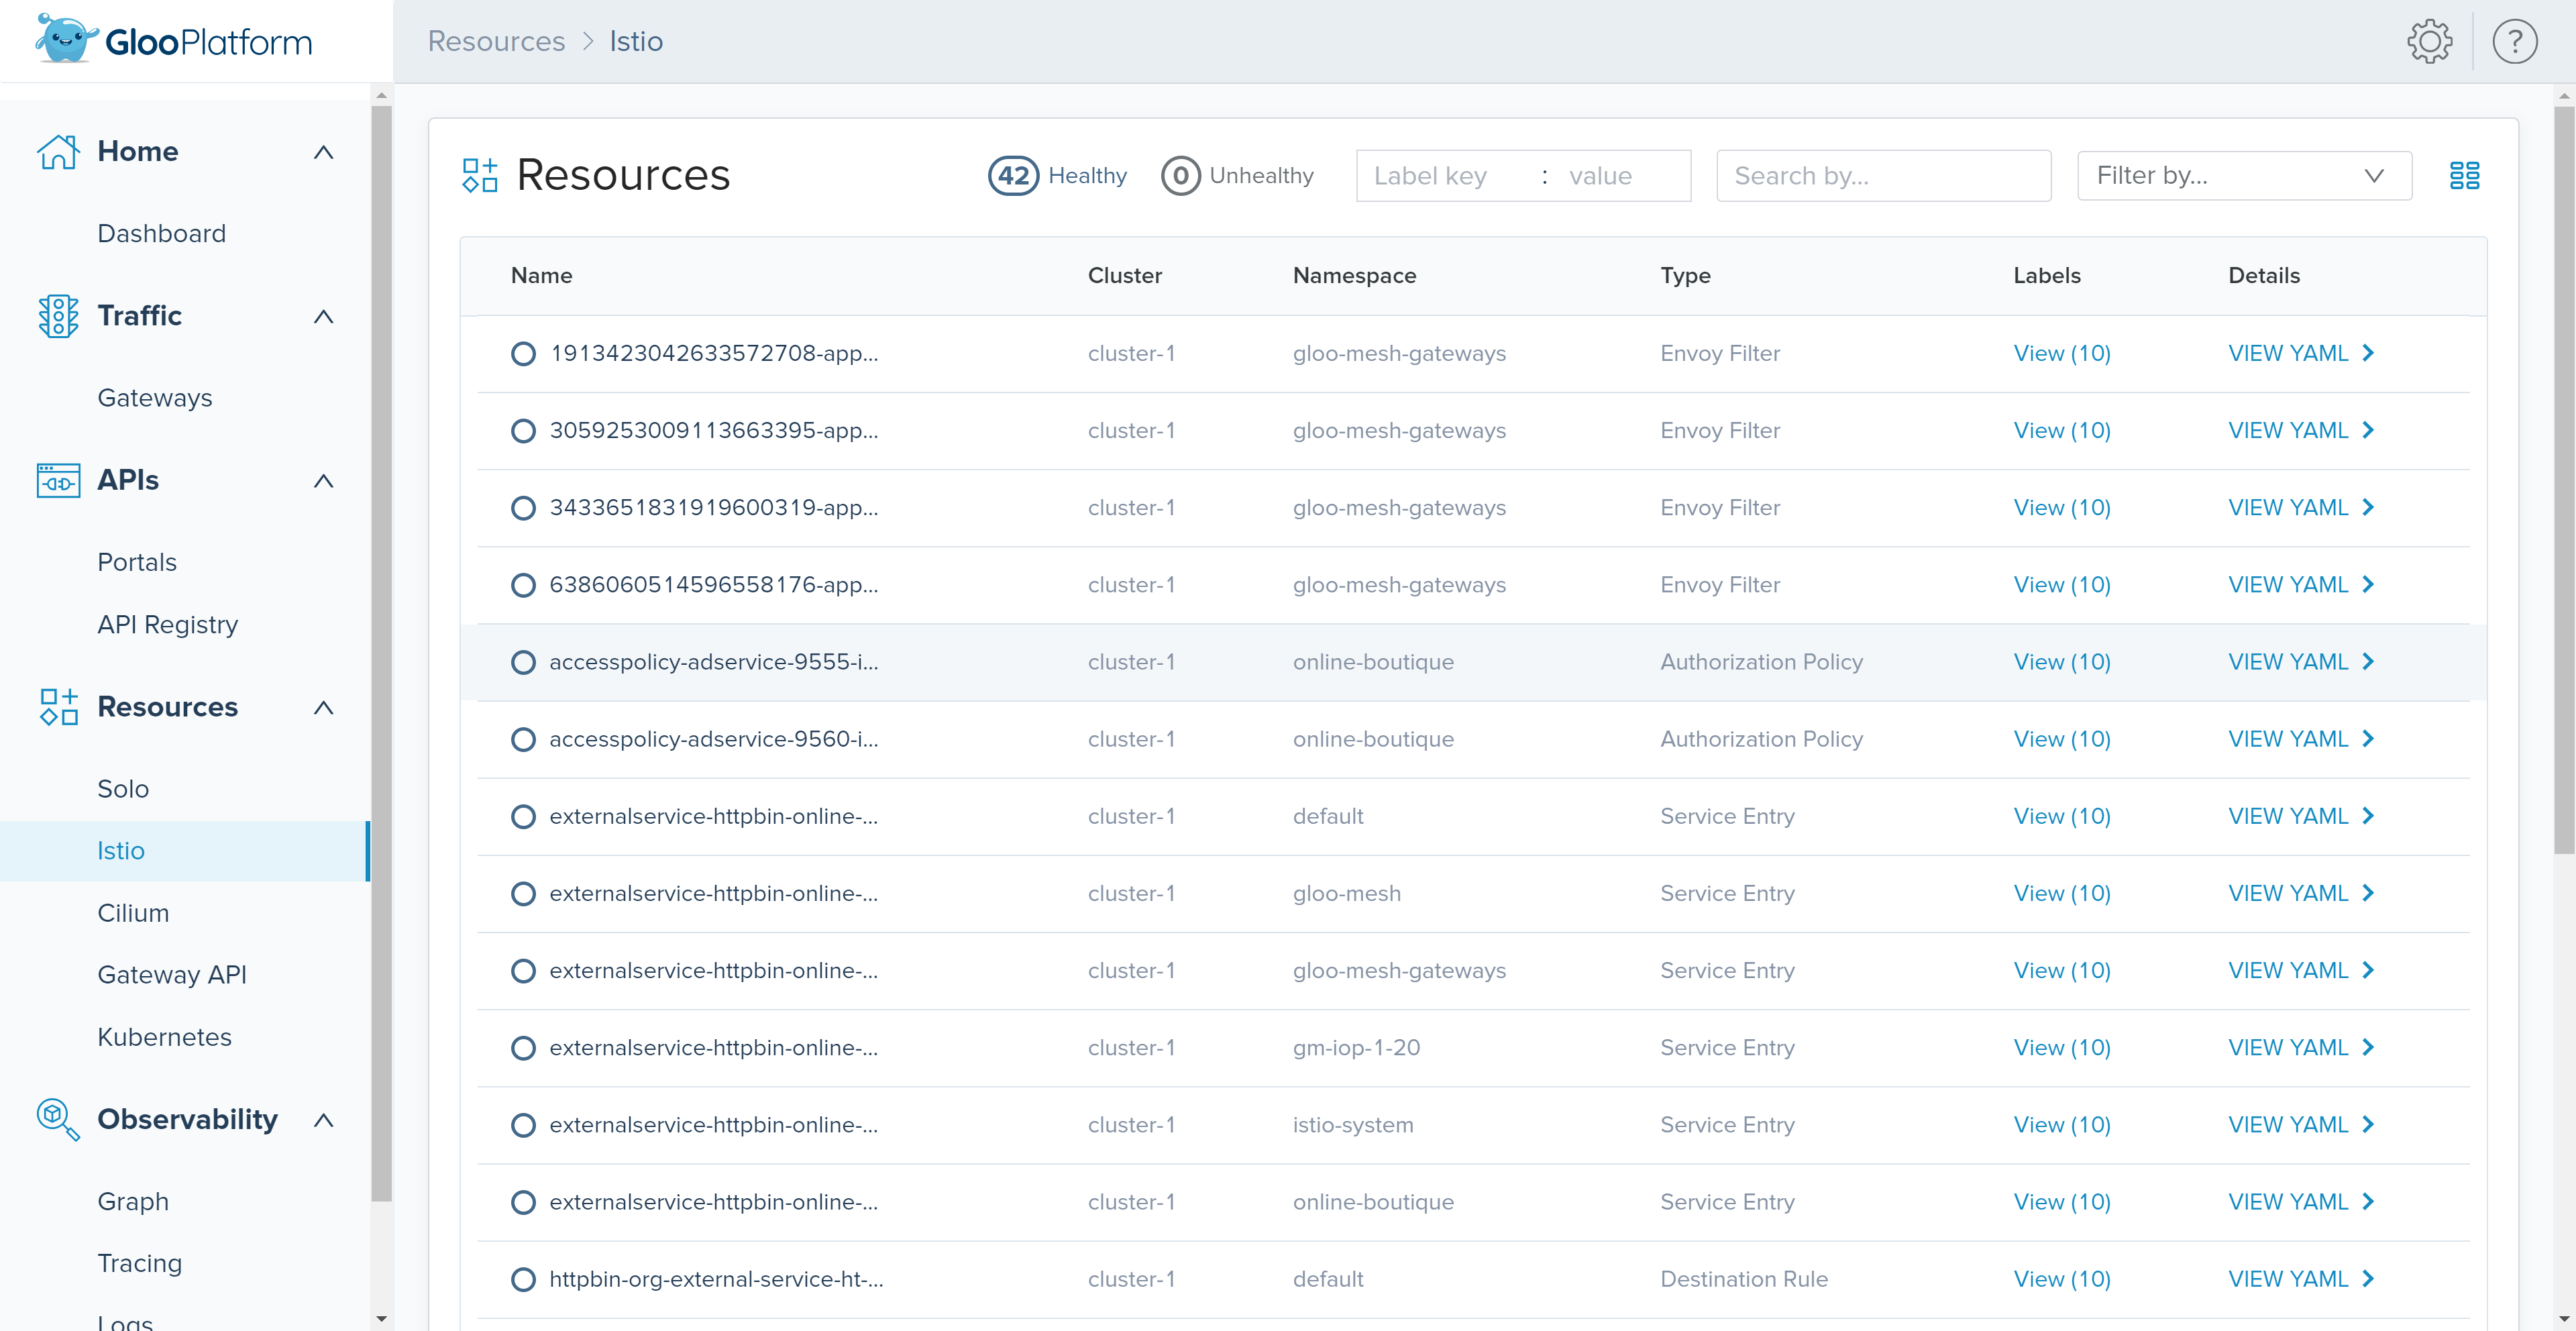 GlooPlatform
Resources > Istio
?
Home
Dashboard
Traffic
Gateways
APIs
Portals
API Registry
Resources
Solo
Istio
Cilium
Gateway API
Kubernetes
Observability
Graph
Tracing
Logs
Resources
42 Healthy
0 Unhealthy
Label key : value
Search by...
Filter by...
Name Cluster Namespace Type Labels Details
1913423042633572708-app... cluster-1 gloo-mesh-gateways Envoy Filter View (10) VIEW YAML
3059253009113663395-app... cluster-1 gloo-mesh-gateways Envoy Filter View (10) VIEW YAML
3433651831919600319-app... cluster-1 gloo-mesh-gateways Envoy Filter View (10) VIEW YAML
6386060514596558176-app... cluster-1 gloo-mesh-gateways Envoy Filter View (10) VIEW YAML
accesspolicy-adservice-9555-i... cluster-1 online-boutique Authorization Policy View (10) VIEW YAML
accesspolicy-adservice-9560-i... cluster-1 online-boutique Authorization Policy View (10) VIEW YAML
externalservice-httpbin-online-... cluster-1 default Service Entry View (10) VIEW YAML
externalservice-httpbin-online-... cluster-1 gloo-mesh Service Entry View (10) VIEW YAML
externalservice-httpbin-online-... cluster-1 gloo-mesh-gateways Service Entry View (10) VIEW YAML
externalservice-httpbin-online-... cluster-1 gm-iop-1-20 Service Entry View (10) VIEW YAML
externalservice-httpbin-online-... cluster-1 istio-system Service Entry View (10) VIEW YAML
externalservice-httpbin-online-... cluster-1 online-boutique Service Entry View (10) VIEW YAML
httpbin-org-external-service-ht-... cluster-1 default Destination Rule View (10) VIEW YAML